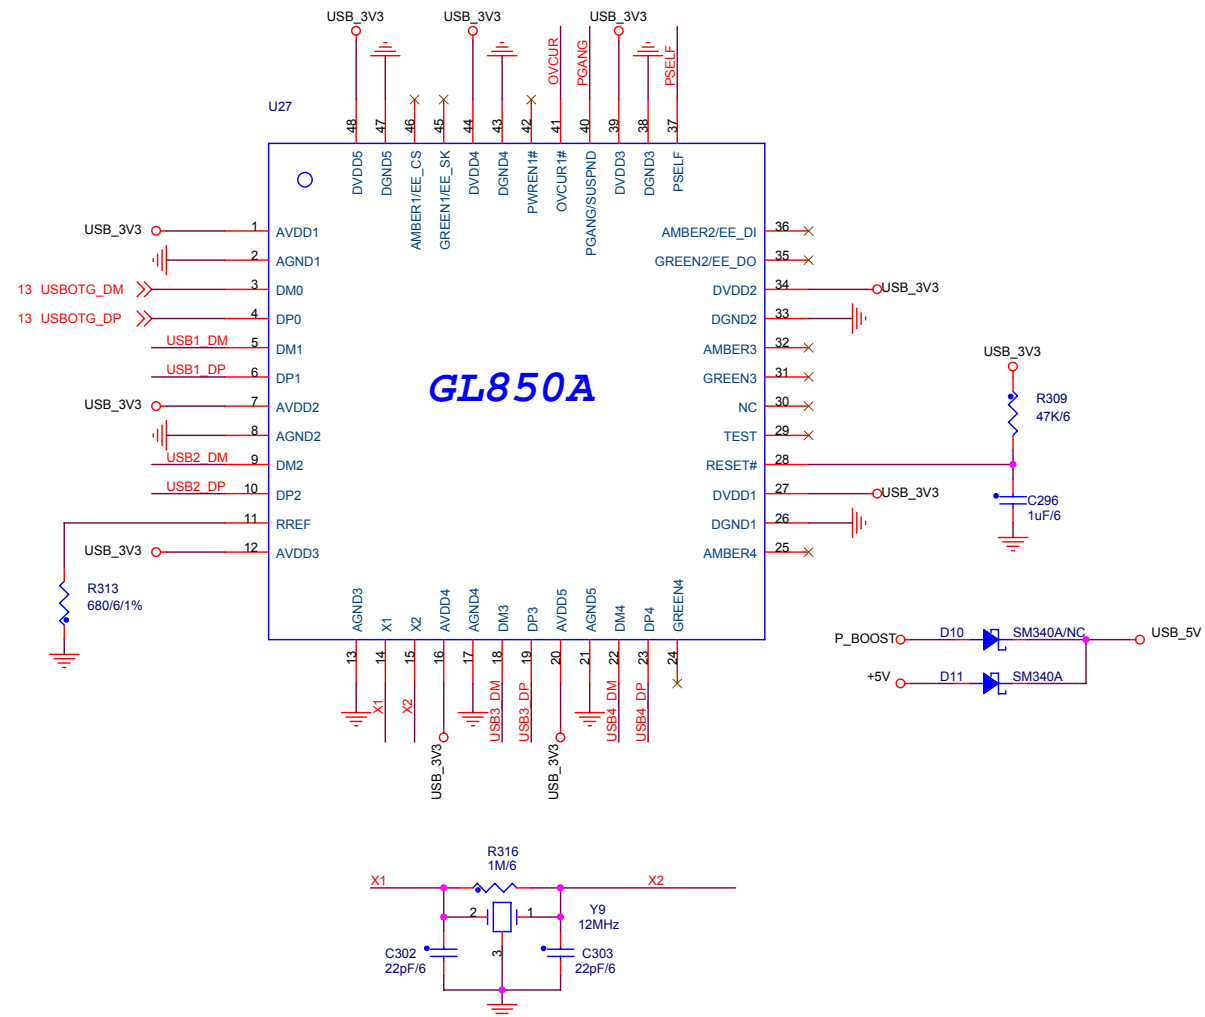 USB_3V3
USB_3V3
USB_3V3
OVCUR
PGANG
PSELF
U27
48
47
46
45
44
43
42
41
40
39
38
37
DVDD5
DGND5
AMBER1/EE_CS
GREEN1/EE_SK
DVDD4
DGND4
PWREN1#
OVCUR1#
PGANG/SUSPND
DVDD3
DGND3
PSELF
USB_3V3 1 AVDD1
2 AGND1
13 USBOTG_DM 3 DM0
13 USBOTG_DP 4 DP0
USB1_DM 5 DM1
USB1_DP 6 DP1
USB_3V3 7 AVDD2
8 AGND2
USB2_DM 9 DM2
USB2_DP 10 DP2
11 RREF
USB_3V3 12 AVDD3
R313
680/6/1%
GL850A
AMBER2/EE_DI 36
GREEN2/EE_DO 35
DVDD2 34 USB_3V3
DGND2 33
AMBER3 32
GREEN3 31
NC 30
TEST 29
RESET# 28
DVDD1 27 USB_3V3
DGND1 26
AMBER4 25
USB_3V3
R309
47K/6
C296
1uF/6
AGND3
X1
X2
AVDD4
AGND4
DM3
DP3
AVDD5
AGND5
DM4
DP4
GREEN4
13
14
15
16
17
18
19
20
21
22
23
24
X1
X2
USB_3V3
USB3_DM
USB3_DP
USB_3V3
USB4_DM
USB4_DP
P_BOOST D10 SM340A/NC USB_5V
+5V D11 SM340A
R316
1M/6
X1 X2
2 1 Y9
12MHz
3
C302
22pF/6
C303
22pF/6